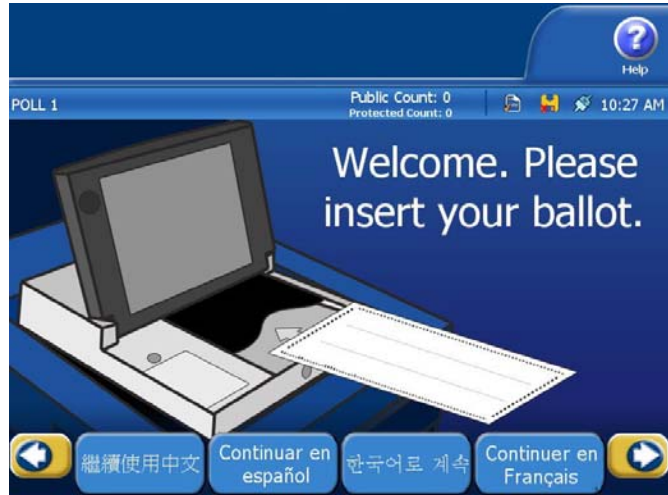 Help
POLL 1
Public Count: 0
Protected Count: 0
10:27 AM
Welcome. Please
insert your ballot.
繼續使用中文
Continuar en
español
한국어로 계속
Continuer en
Français